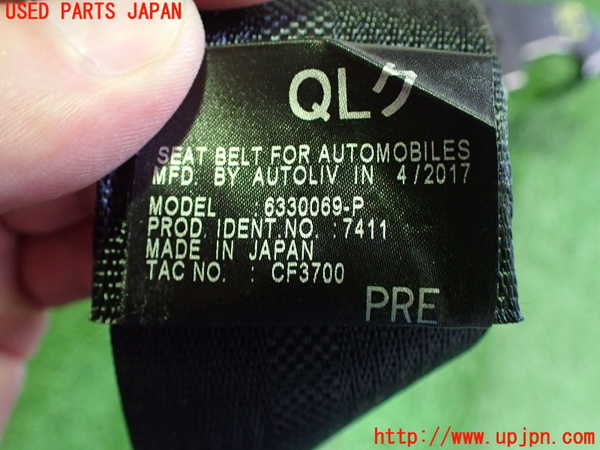 USED PARTS JAPAN
QLク
SEAT BELT FOR AUTOMOBILES
MFD. BY AUTOLIV IN 4/2017
MODEL : 6330069-P
PROD. IDENT.NO. : 7411
MADE IN JAPAN
TAC NO. : CF3700
PRE
http://www.upjpn.com/